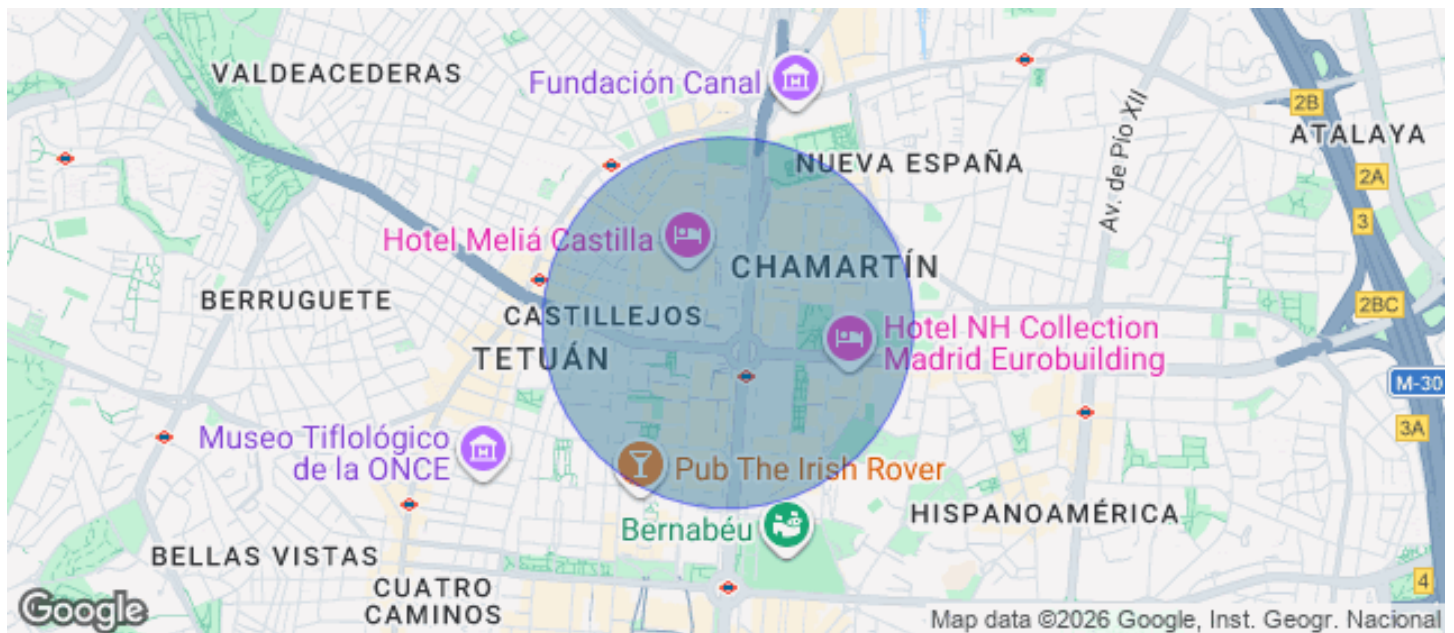 VALDEACEDERAS
Fundación Canal
Av. de Pío XII
2B
ATALAYA
NUEVA ESPAÑA
2A
3
Hotel Meliá Castilla
CHAMARTÍN
BERRUGUETE
CASTILLEJOS
2BC
TETUÁN
Hotel NH Collection
Madrid Eurobuilding
M-30
3A
Museo Tiflológico
de la ONCE
Pub The Irish Rover
Bernabéu
HISPANOAMÉRICA
BELLAS VISTAS
CUATRO
CAMINOS
4
Google
Map data ©2026 Google, Inst. Geogr. Nacional